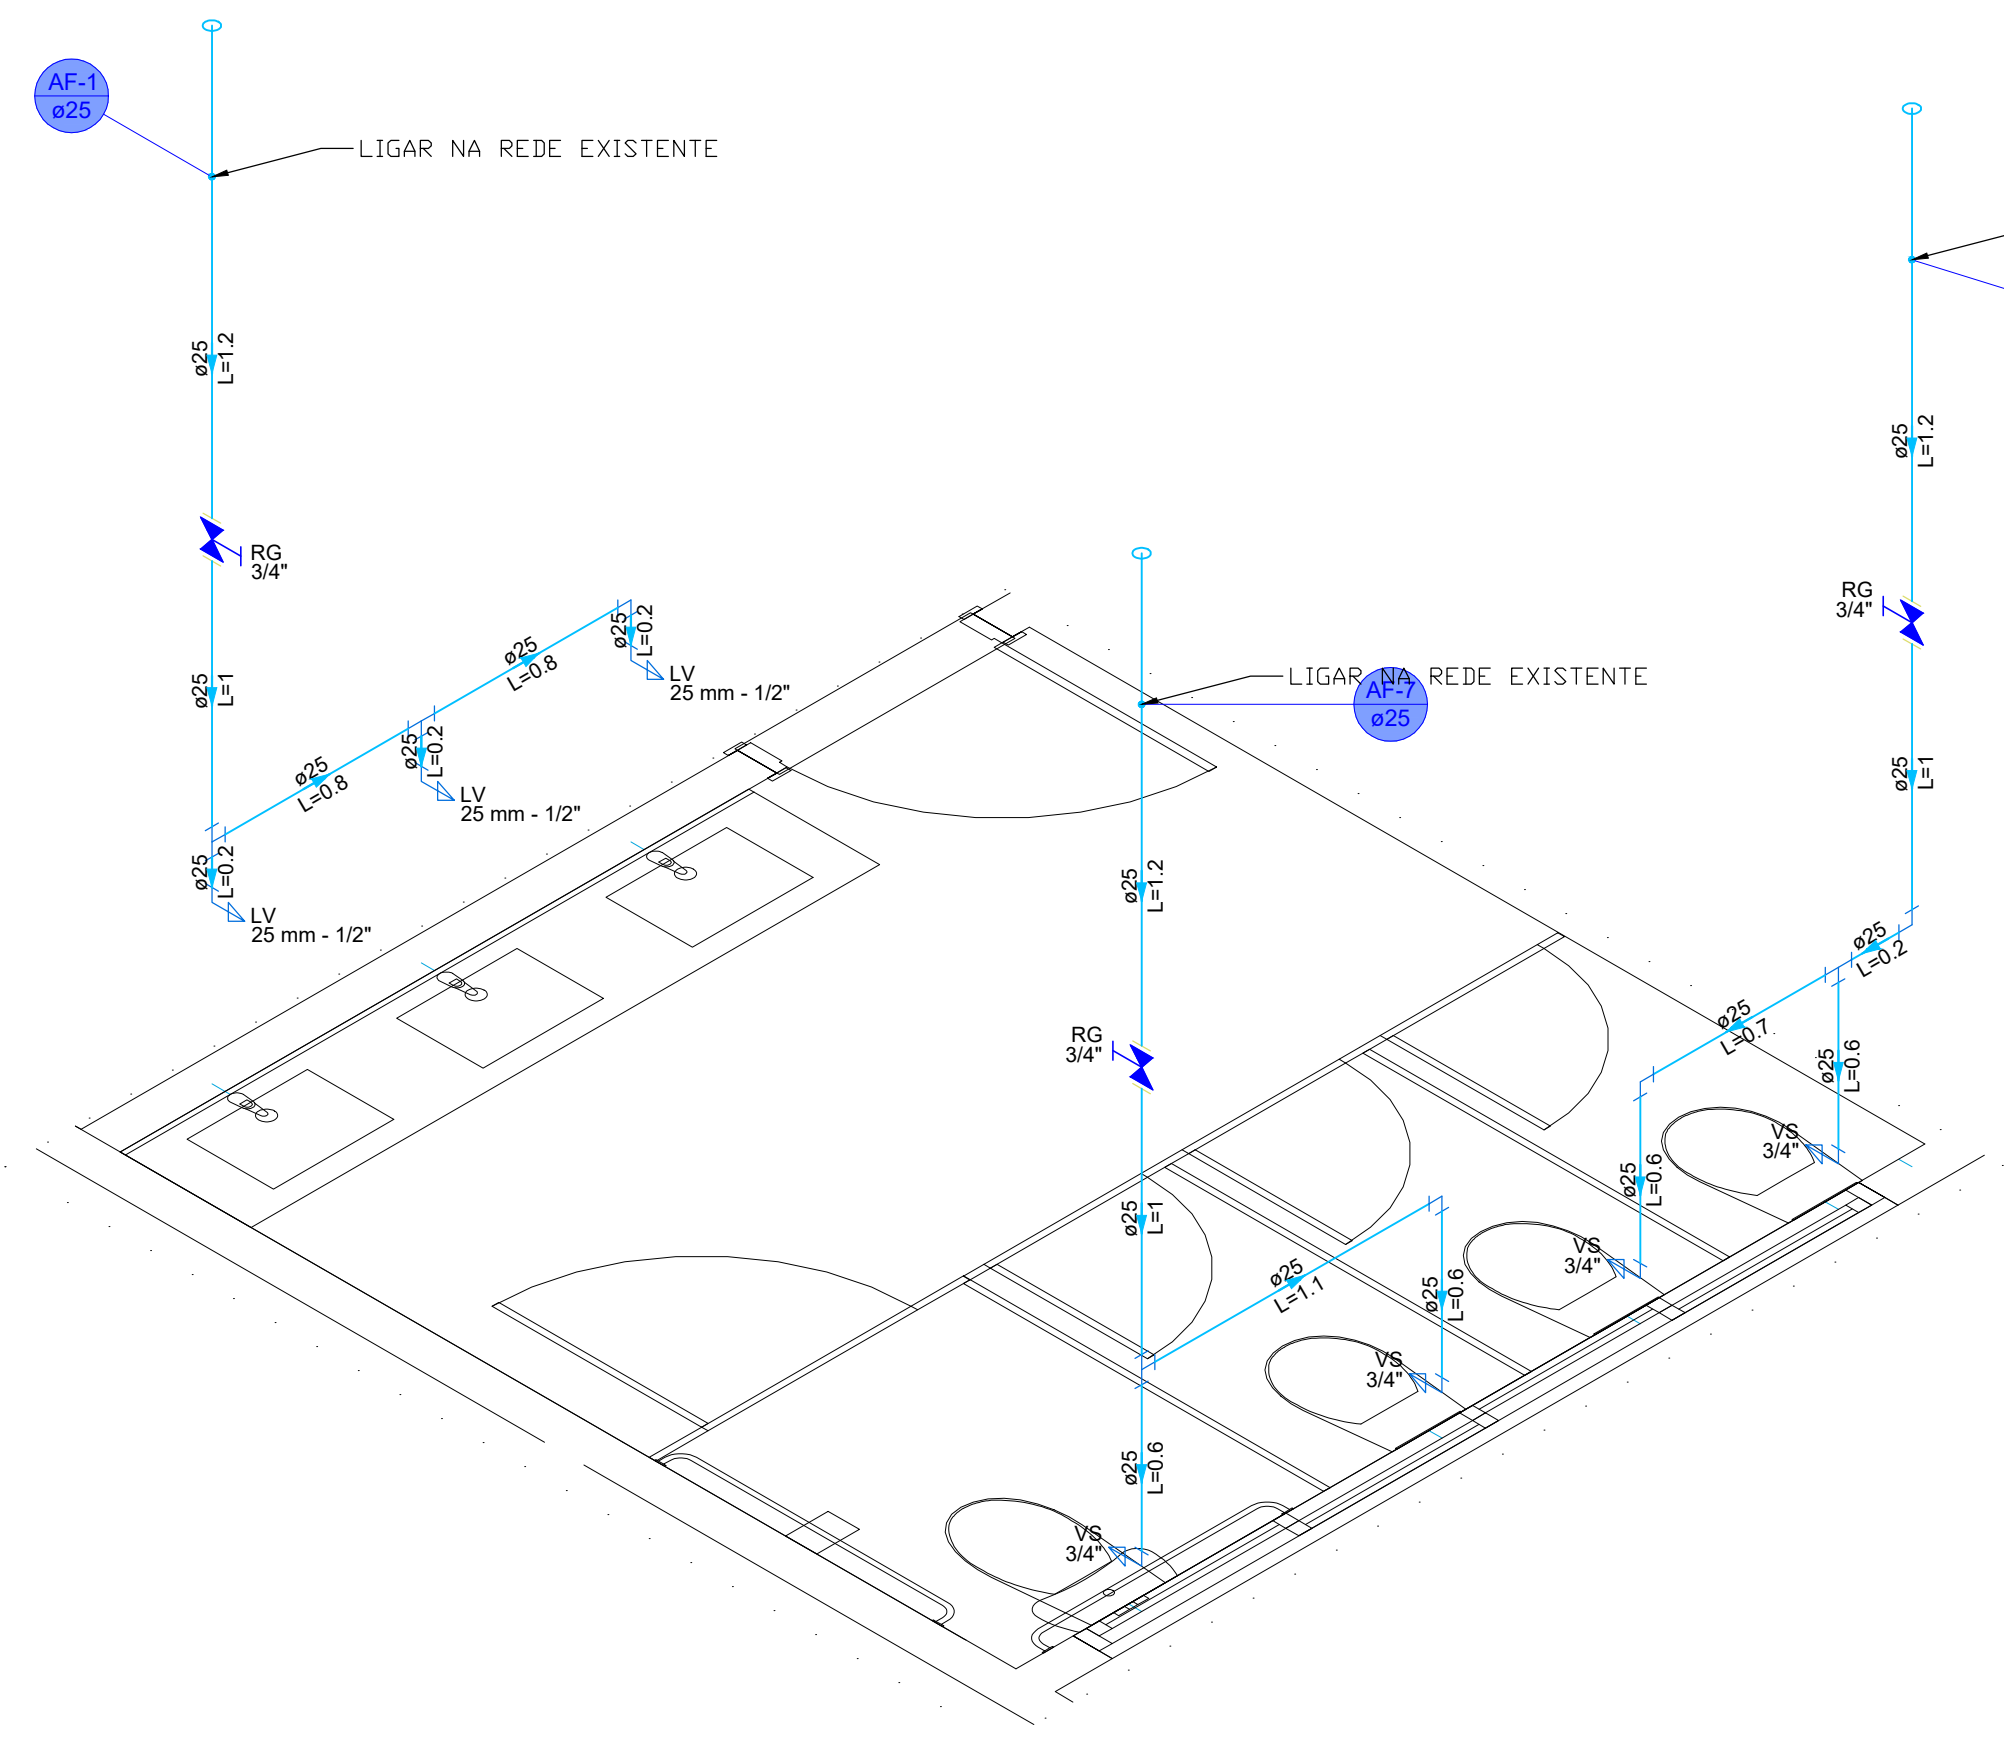 AF-1
ø25
LIGAR NA REDE EXISTENTE
ø25
L=1.2
RG
3/4"
ø25
L=1
ø25
L=0.8
ø25
L=0.2
LV
25 mm - 1/2"
ø25
L=0.8
ø25
L=0.2
LV
25 mm - 1/2"
ø25
L=0.2
LV
25 mm - 1/2"
LIGAR NA REDE EXISTENTE
AF-7
ø25
ø25
L=1.2
RG
3/4"
ø25
L=1
ø25
L=1.1
ø25
L=0.6
VS
3/4"
ø25
L=0.6
VS
3/4"
ø25
L=1.2
RG
3/4"
ø25
L=1
ø25
L=0.2
ø25
L=0.7
ø25
L=0.6
VS
3/4"
ø25
L=0.6
VS
3/4"